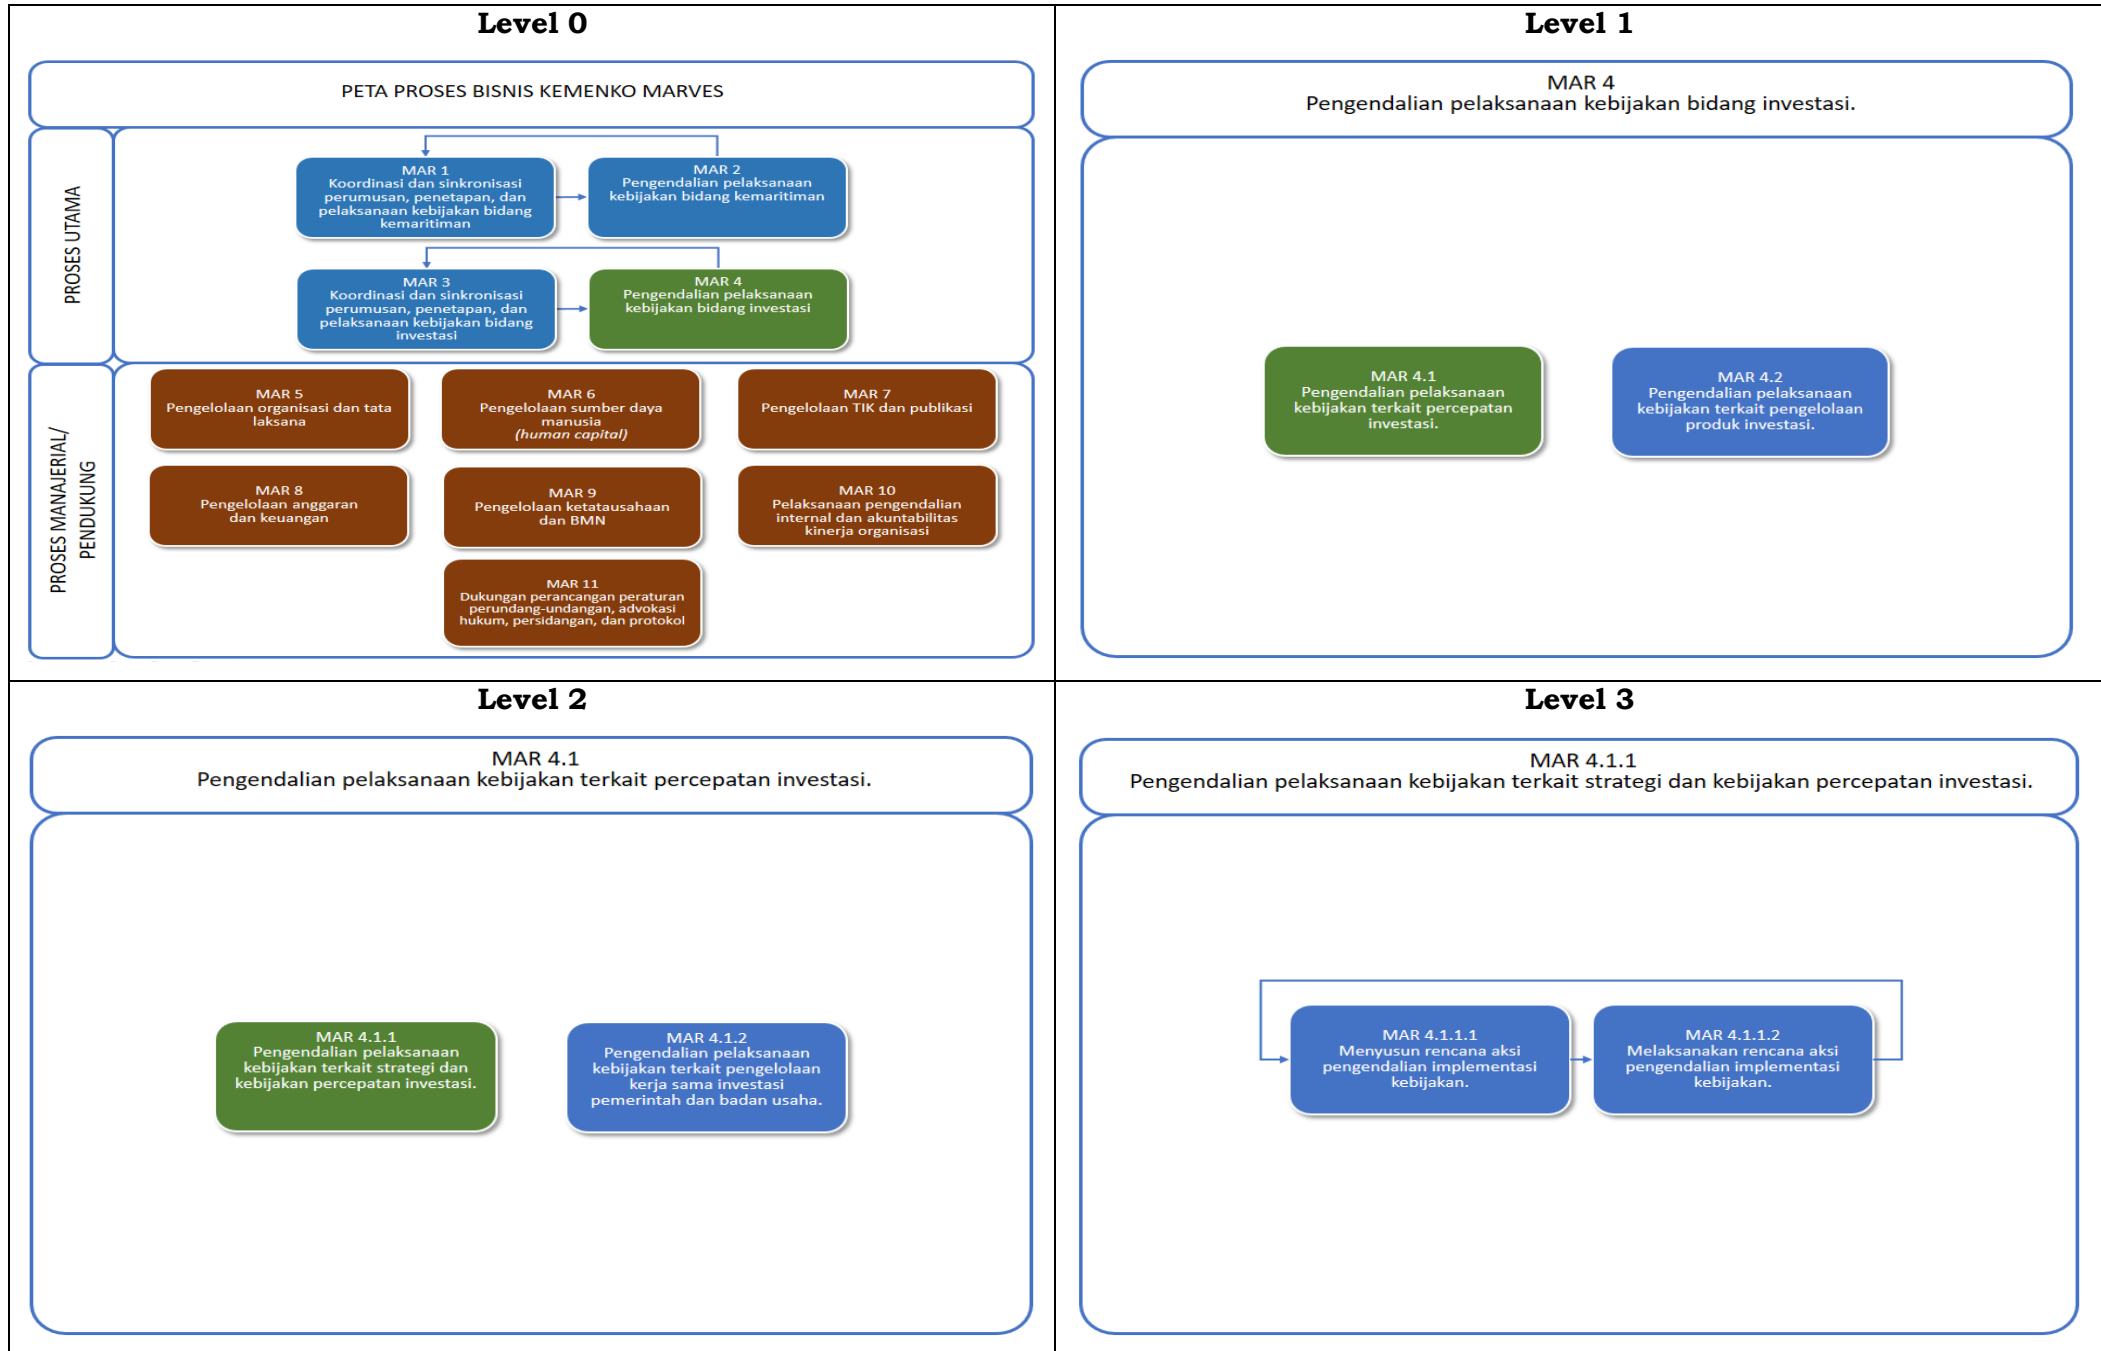 Level 0
PETA PROSES BISNIS KEMENKO MARVES
PROSES UTAMA
MAR 1
Koordinasi dan sinkronisasi
perumusan, penetapan, dan
pelaksanaan kebijakan bidang
kemaritiman
MAR 2
Pengendalian pelaksanaan
kebijakan bidang kemaritiman
MAR 3
Koordinasi dan sinkronisasi
perumusan, penetapan, dan
pelaksanaan kebijakan bidang
investasi
MAR 4
Pengendalian pelaksanaan
kebijakan bidang investasi
PROSES MANAJERIAL/
PENDUKUNG
MAR 5
Pengelolaan organisasi dan tata
laksana
MAR 6
Pengelolaan sumber daya
manusia
(human capital)
MAR 7
Pengelolaan TIK dan publikasi
MAR 8
Pengelolaan anggaran
dan keuangan
MAR 9
Pengelolaan ketatausahaan
dan BMN
MAR 10
Pelaksanaan pengendalian
internal dan akuntabilitas
kinerja organisasi
MAR 11
Dukungan perancangan peraturan
perundang-undangan, advokasi
hukum, persidangan, dan protokol
Level 1
MAR 4
Pengendalian pelaksanaan kebijakan bidang investasi.
MAR 4.1
Pengendalian pelaksanaan
kebijakan terkait percepatan
investasi.
MAR 4.2
Pengendalian pelaksanaan
kebijakan terkait pengelolaan
produk investasi.
Level 2
MAR 4.1
Pengendalian pelaksanaan kebijakan terkait percepatan investasi.
MAR 4.1.1
Pengendalian pelaksanaan
kebijakan terkait strategi dan
kebijakan percepatan investasi.
MAR 4.1.2
Pengendalian pelaksanaan
kebijakan terkait pengelolaan
kerja sama investasi
pemerintah dan badan usaha.
Level 3
MAR 4.1.1
Pengendalian pelaksanaan kebijakan terkait strategi dan kebijakan percepatan investasi.
MAR 4.1.1.1
Menyusun rencana aksi
pengendalian implementasi
kebijakan.
MAR 4.1.1.2
Melaksanakan rencana aksi
pengendalian implementasi
kebijakan.